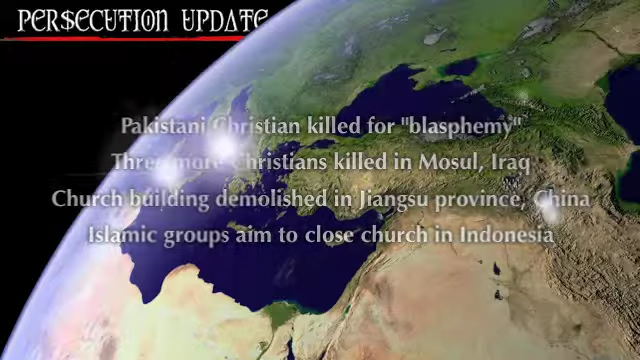 PERSECUTION UPDATE
Pakistani Christian killed for "blasphemy"
Three more Christians killed in Mosul, Iraq
Church building demolished in Jiangsu province, China
Islamic groups aim to close church in Indonesia